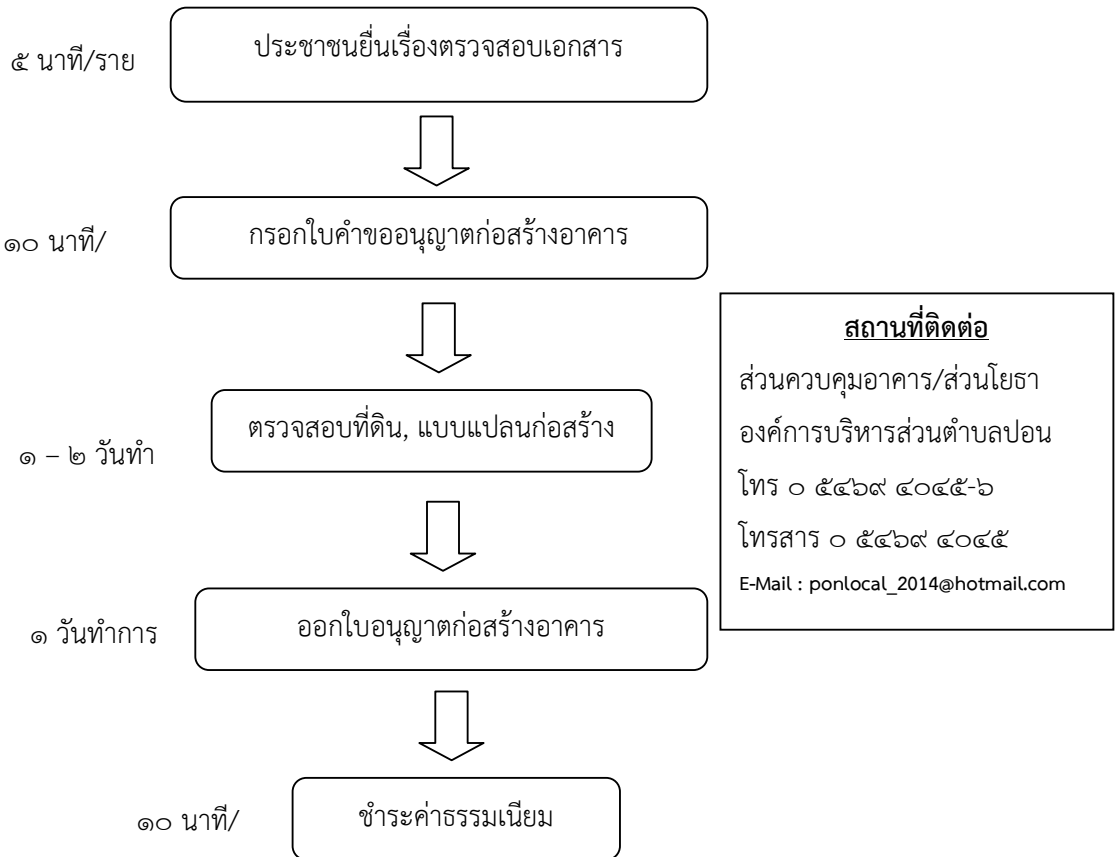 ๕ นาที/ราย
ประชาชนยื่นเรื่องตรวจสอบเอกสาร
๑๐ นาที/
กรอกใบคำขออนุญาตก่อสร้างอาคาร
๑ – ๒ วันทำ
ตรวจสอบที่ดิน, แบบแปลนก่อสร้าง
๑ วันทำการ
ออกใบอนุญาตก่อสร้างอาคาร
๑๐ นาที/
ชำระค่าธรรมเนียม
สถานที่ติดต่อ
ส่วนควบคุมอาคาร/ส่วนโยธา
องค์การบริหารส่วนตำบลปอน
โทร ๐ ๕๔๖๙ ๔๐๔๕-๖
โทรสาร ๐ ๕๔๖๙ ๔๐๔๕
E-Mail : ponlocal_2014@hotmail.com